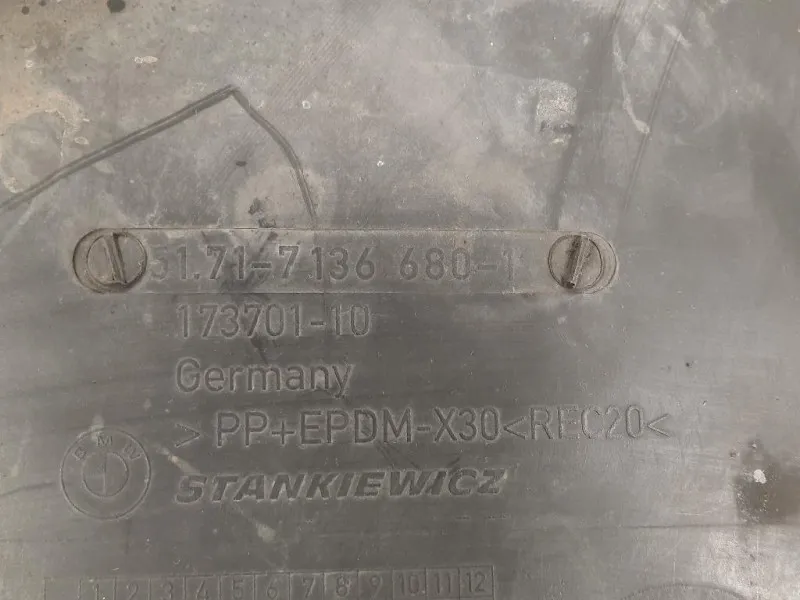 51.71-7136 680-1
173701-10
Germany
>PP+EPDM-X30<REC20<
BMW
STANKIEWICZ
1 2 3 4 5 6 7 8 9 10 11 12